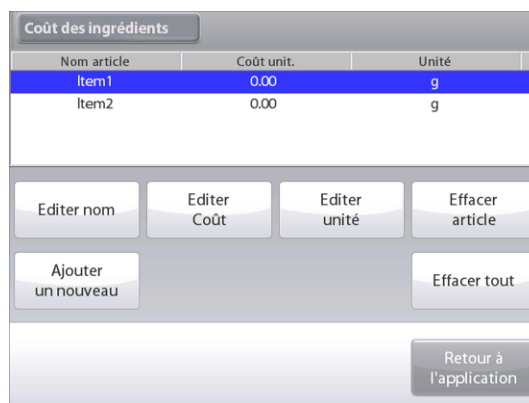 Coût des ingrédients
Nom article Coût unit. Unité
Item1 0.00 g
Item2 0.00 g
Editer nom
Editer
Coût
Editer
unité
Effacer
article
Ajouter
un nouveau
Effacer tout
Retour à
l'application